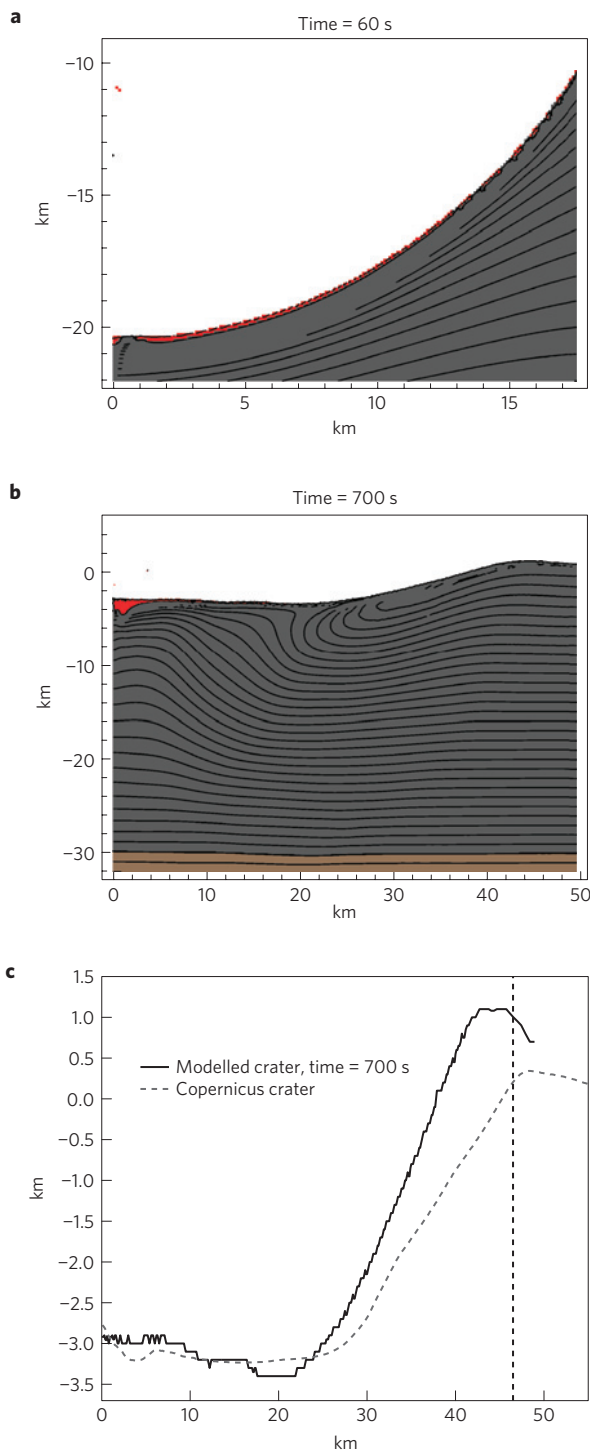 a
Time = 60 s
−10
−15
−20
km
0 5 10 15
km
b
Time = 700 s
0
−10
−20
−30
km
0 10 20 30 40 50
km
c
1.5
1.0
0.5
0.0
−0.5
−1.0
−1.5
−2.0
−2.5
−3.0
−3.5
km
Modelled crater, time = 700 s
Copernicus crater
0 10 20 30 40 50
km